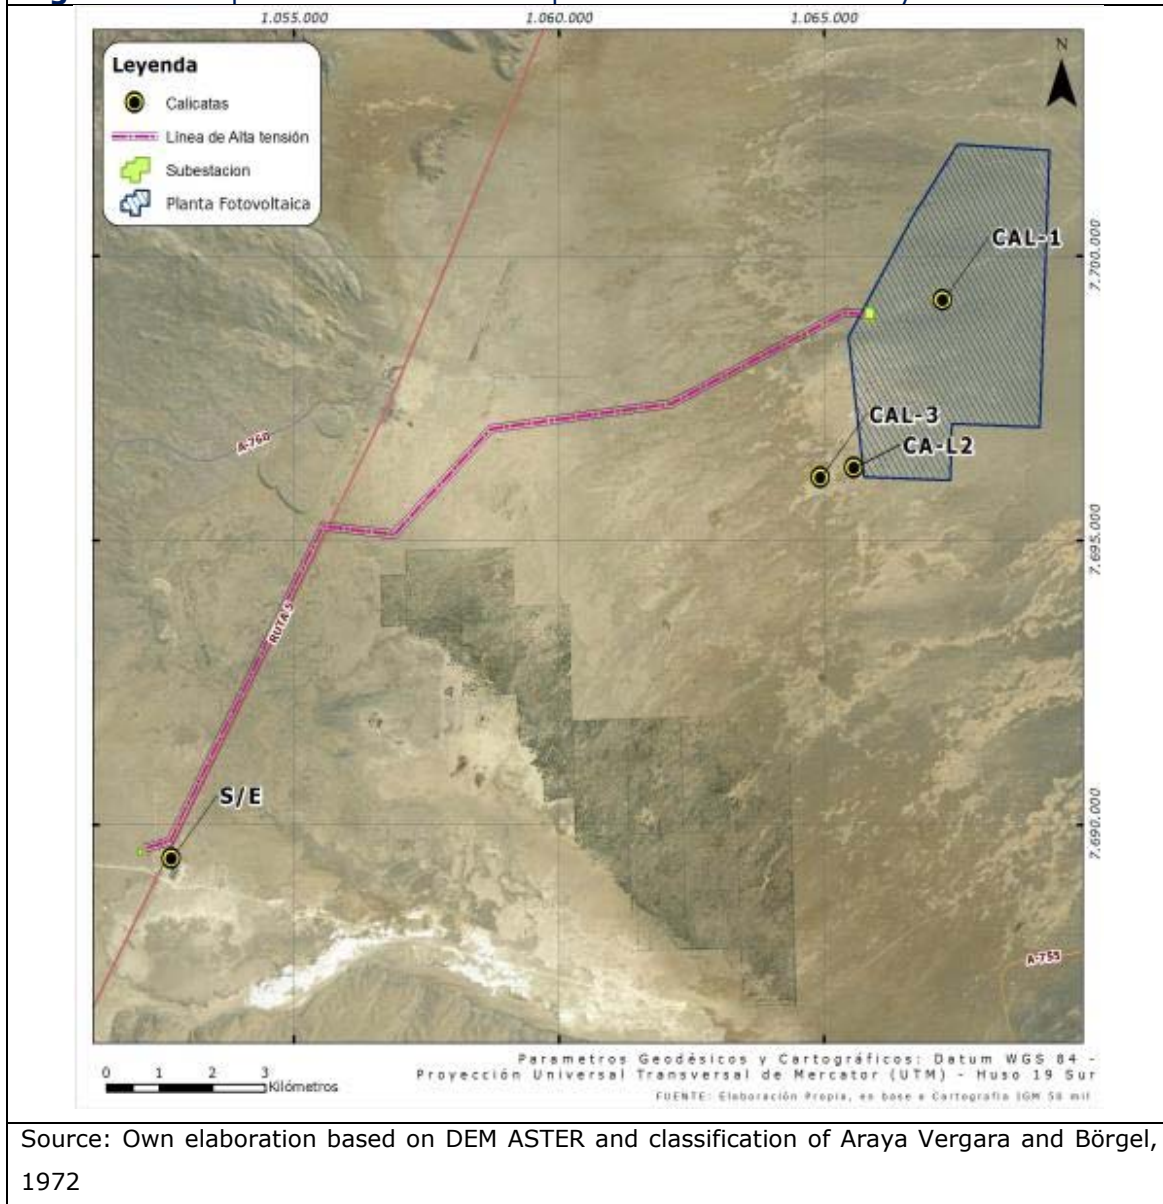 1.055.000 1.060.000 1.065.000
N
Leyenda
Calicatas
Línea de Alta tensión
Subestacion
Planta Fotovoltaica
CAL-1
7.700.000
CAL-3
CA-L2
A-760
7.695.000
RUTA 5
S/E
7.690.000
A-755
0 1 2 3
Kilómetros
Parametros Geodésicos y Cartográficos: Datum WGS 84 -
Proyección Universal Transversal de Mercator (UTM) - Huso 19 Sur
FUENTE: Elaboración Propia, en base a Cartografía IGM 50 mil
Source: Own elaboration based on DEM ASTER and classification of Araya Vergara and Börgel,
1972